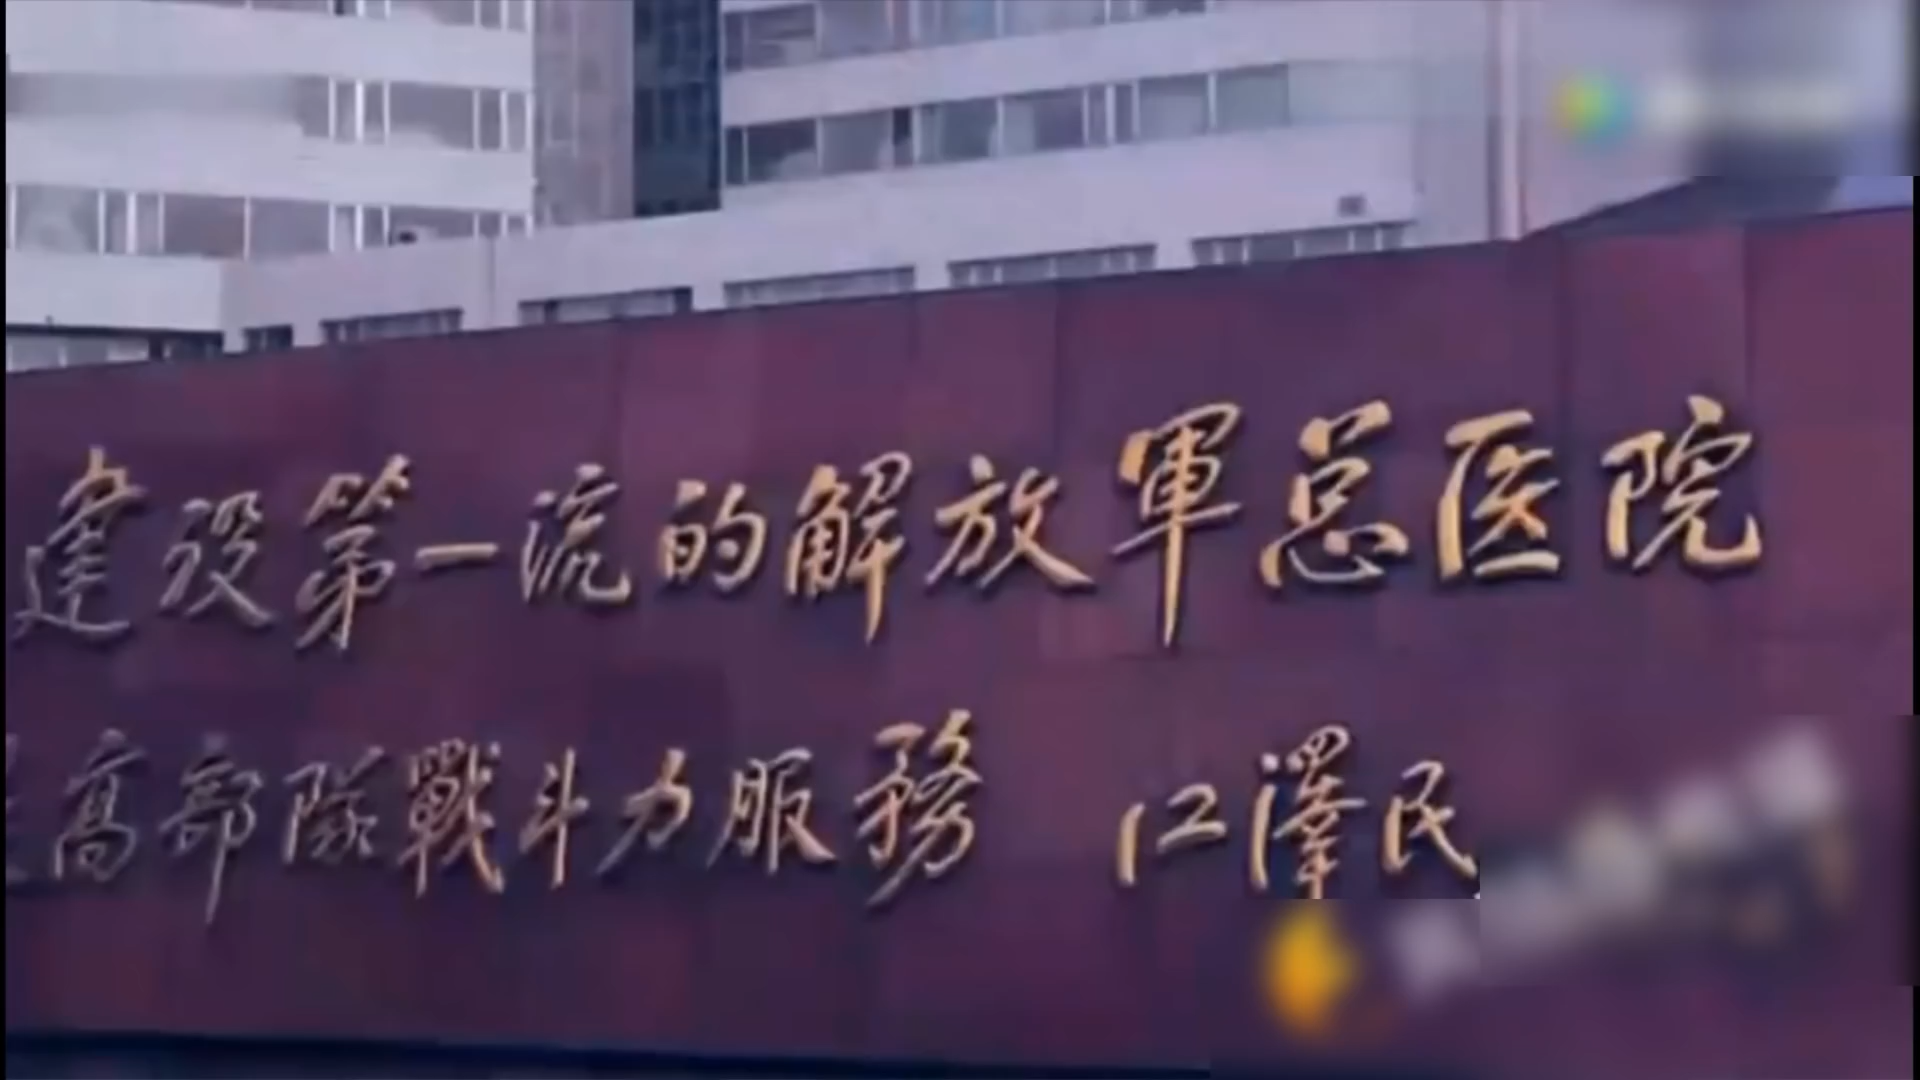 建设第一流的解放軍总医院
高部隊戰斗力服務 江澤民